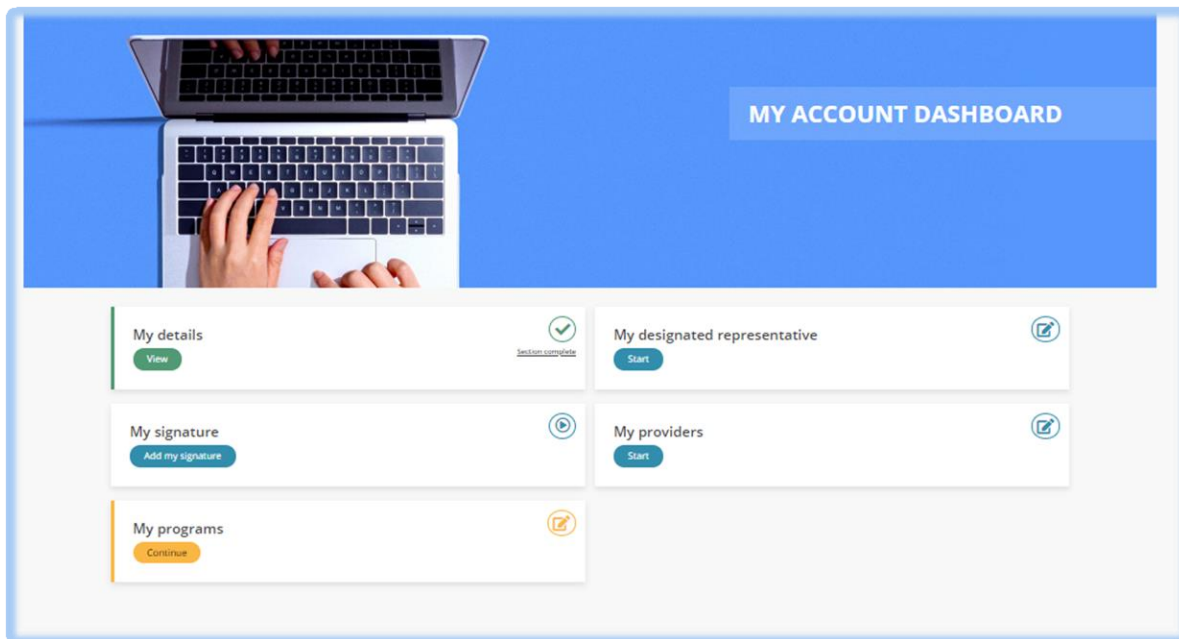 MY ACCOUNT DASHBOARD
My details
View
Section complete
My designated representative
Start
My signature
Add my signature
My providers
Start
My programs
Continue